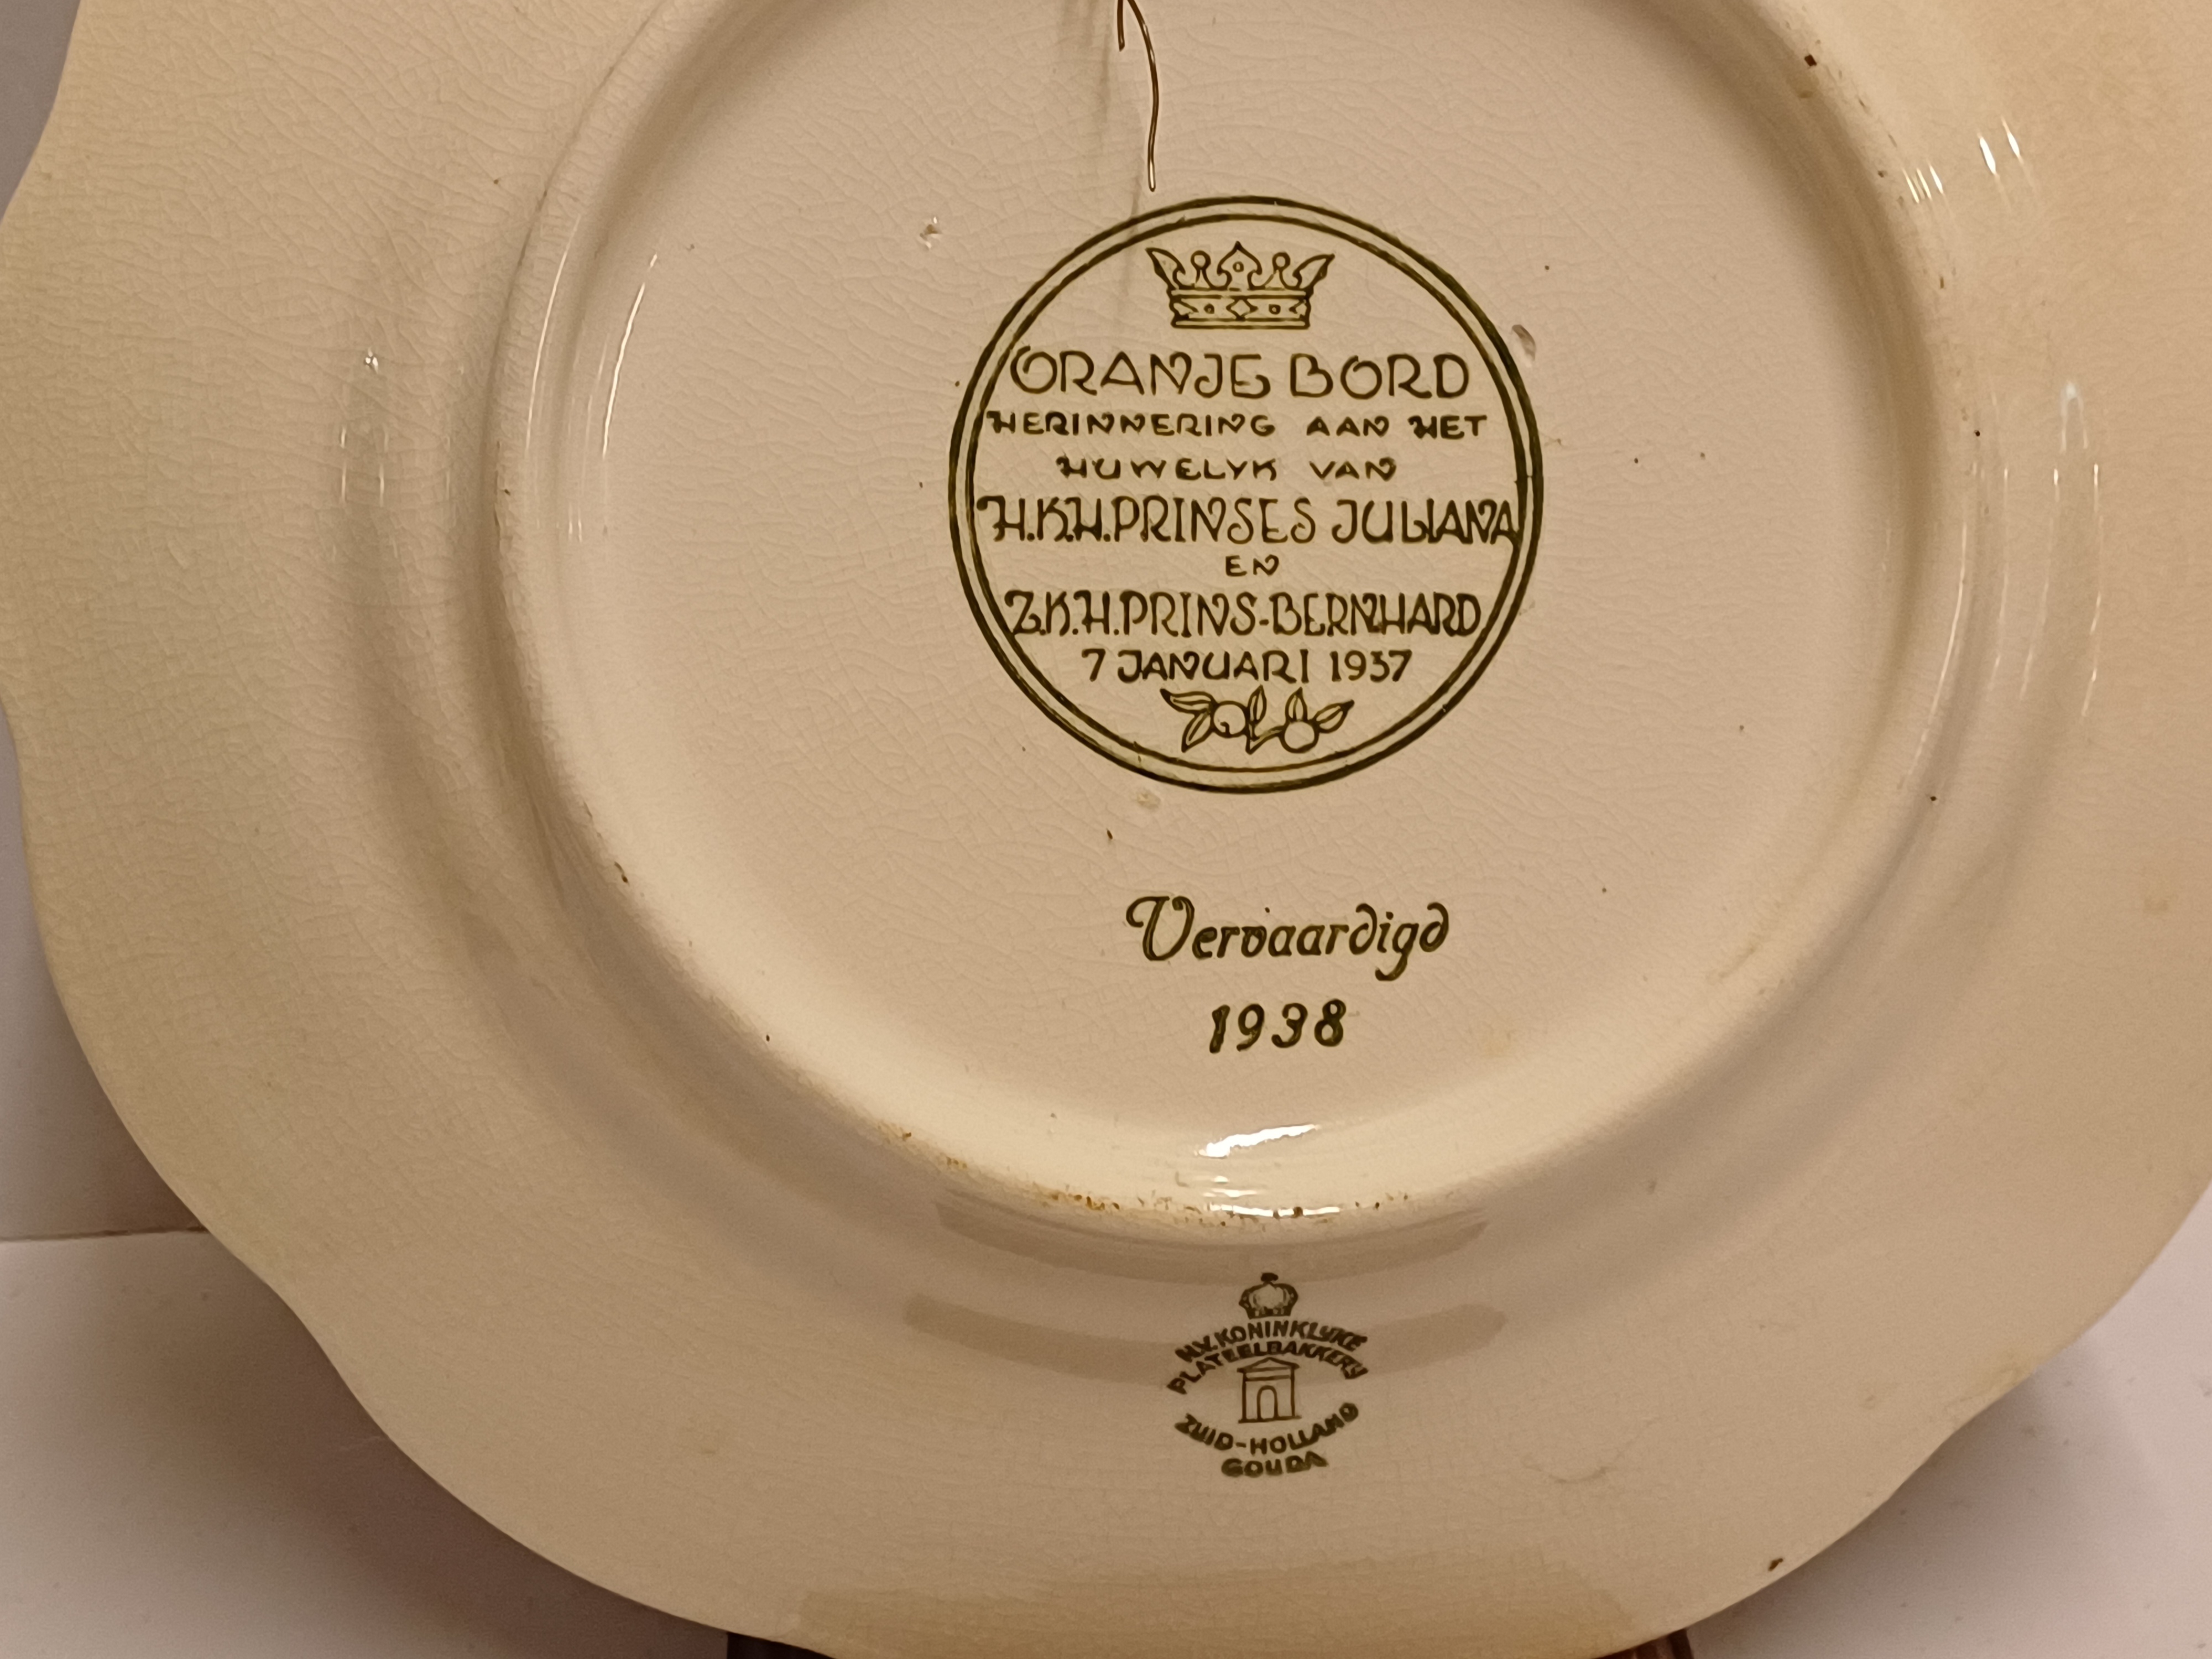 ORANJE BORD
HERINNERING AAN HET
HUWELYK VAN
H.K.H. PRINSES JULIANA
EN
Z.K.H. PRINS-BERNHARD
7 JANUARI 1937
Vervaardigd
1938
N.V. KONINKLYKE
PLATEELBAKKERY
ZUID-HOLLAND
GOUDA